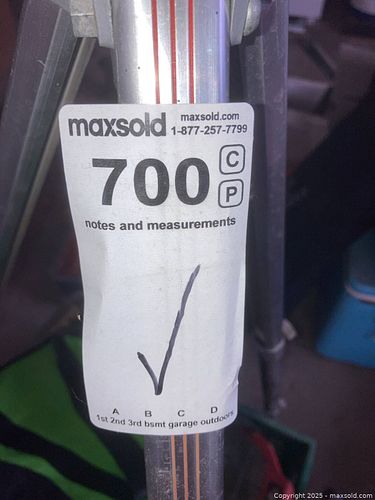 maxsold maxsold.com
1-877-257-7799
700 C
P
notes and measurements
A B C D
1st 2nd 3rd bsmt garage outdoors
Copyright 2025 - maxsold.com